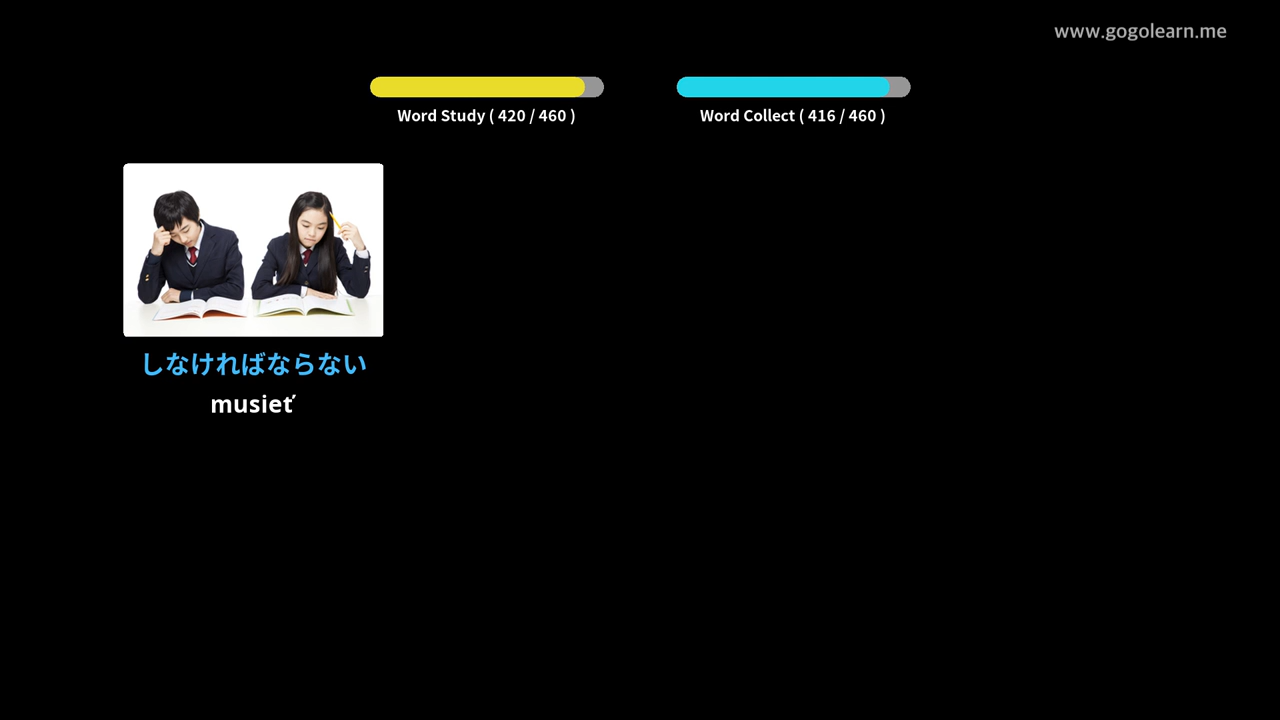 www.gogolearn.me
Word Study ( 420 / 460 )
Word Collect ( 416 / 460 )
しなければならない
musieť